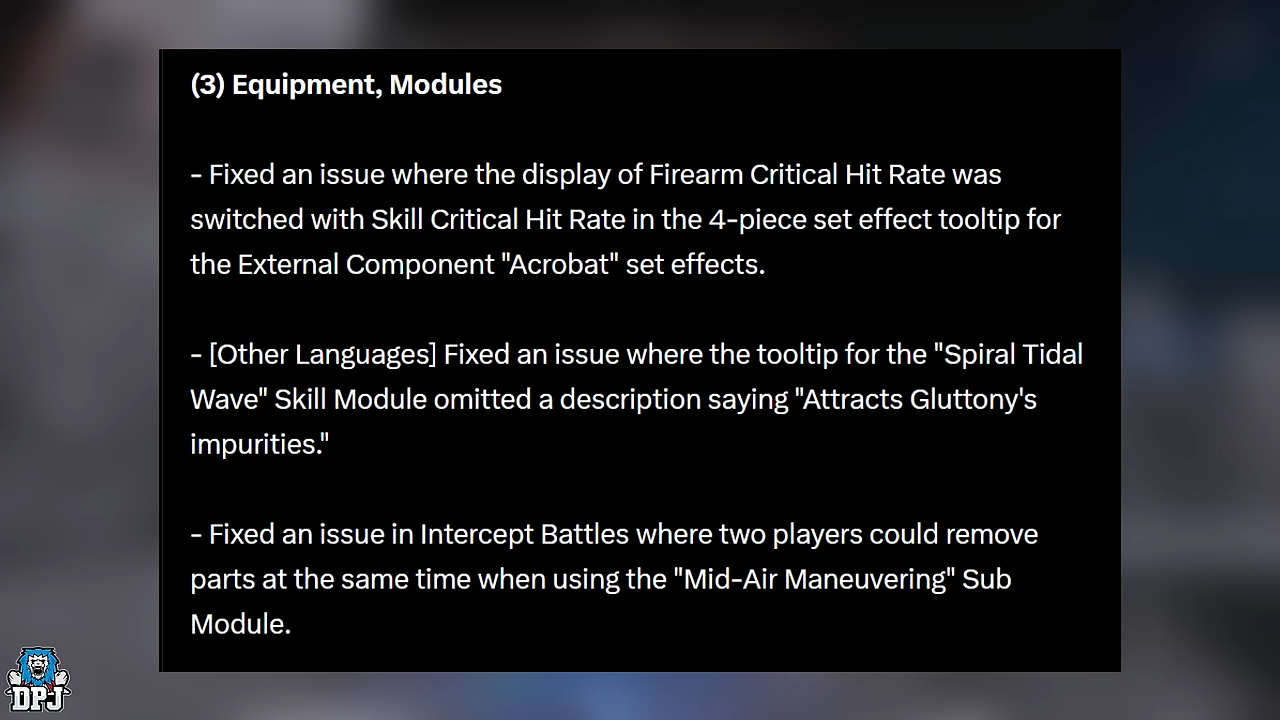 (3) Equipment, Modules
- Fixed an issue where the display of Firearm Critical Hit Rate was
switched with Skill Critical Hit Rate in the 4-piece set effect tooltip for
the External Component "Acrobat" set effects.
- [Other Languages] Fixed an issue where the tooltip for the "Spiral Tidal
Wave" Skill Module omitted a description saying "Attracts Gluttony's
impurities."
- Fixed an issue in Intercept Battles where two players could remove
parts at the same time when using the "Mid-Air Maneuvering" Sub
Module.
DPJ